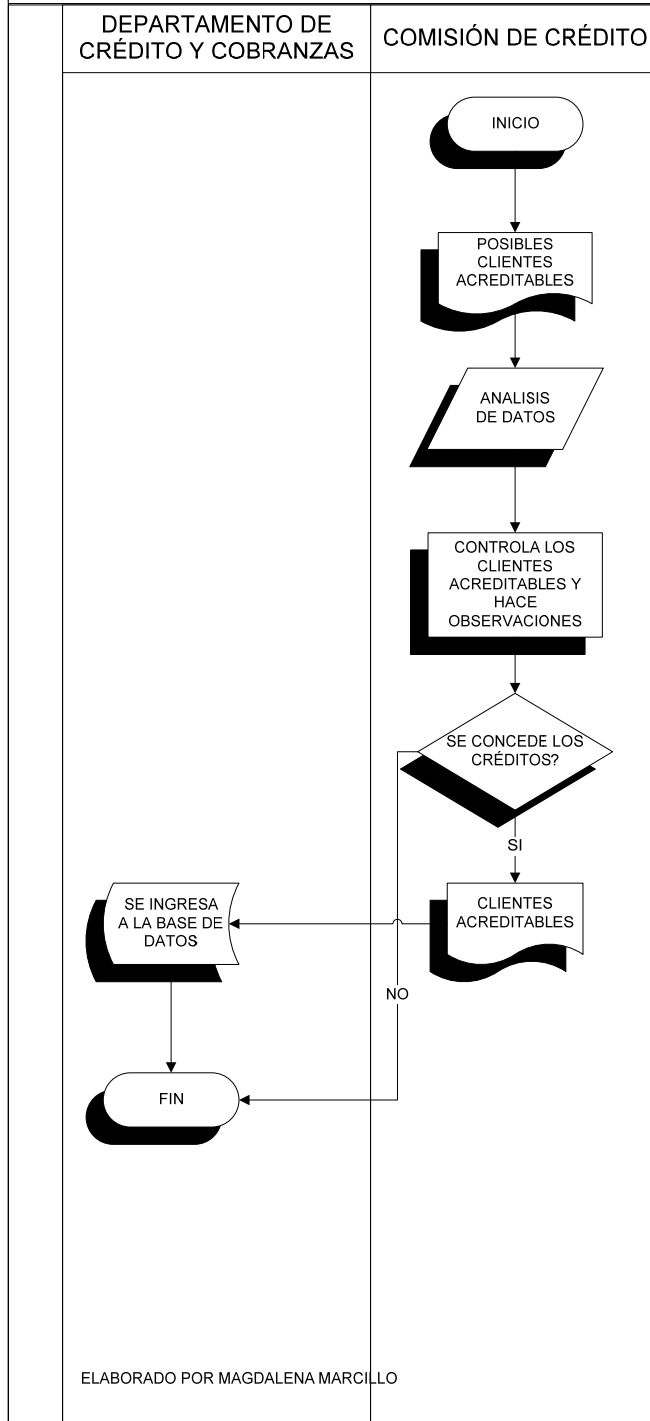 DEPARTAMENTO DE
CRÉDITO Y COBRANZAS
COMISIÓN DE CRÉDITO
INICIO
POSIBLES
CLIENTES
ACREDITABLES
ANALISIS
DE DATOS
CONTROLA LOS
CLIENTES
ACREDITABLES Y
HACE
OBSERVACIONES
SE CONCEDE LOS
CRÉDITOS?
SI
CLIENTES
ACREDITABLES
SE INGRESA
A LA BASE DE
DATOS
NO
FIN
ELABORADO POR MAGDALENA MARCILLO